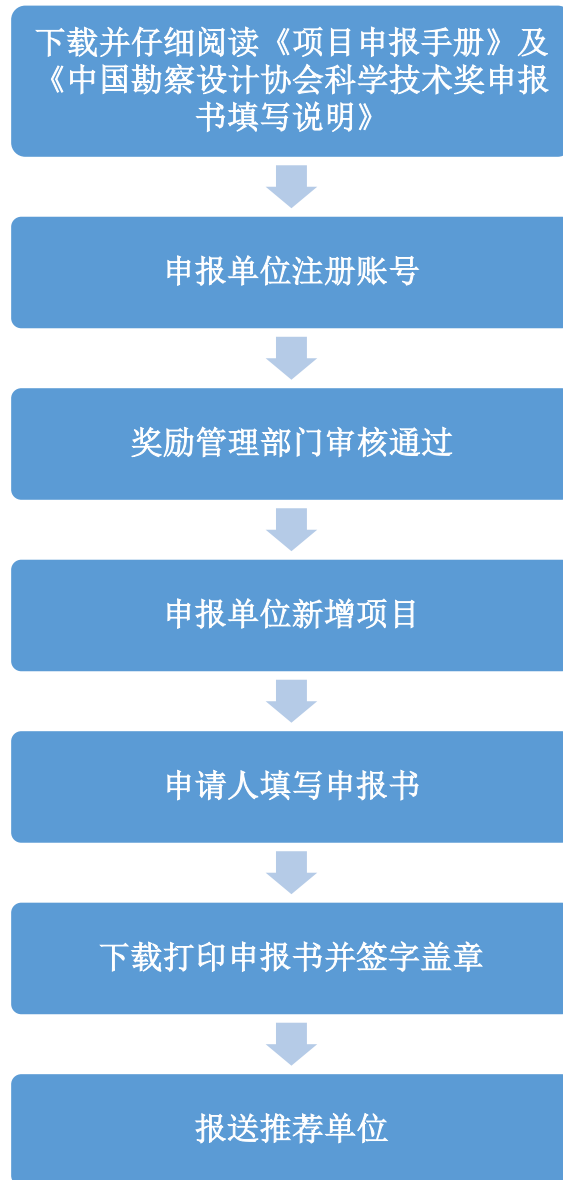 下载并仔细阅读《项目申报手册》及
《中国勘察设计协会科学技术奖申报
书填写说明》
申报单位注册账号
奖励管理部门审核通过
申报单位新增项目
申请人填写申报书
下载打印申报书并签字盖章
报送推荐单位